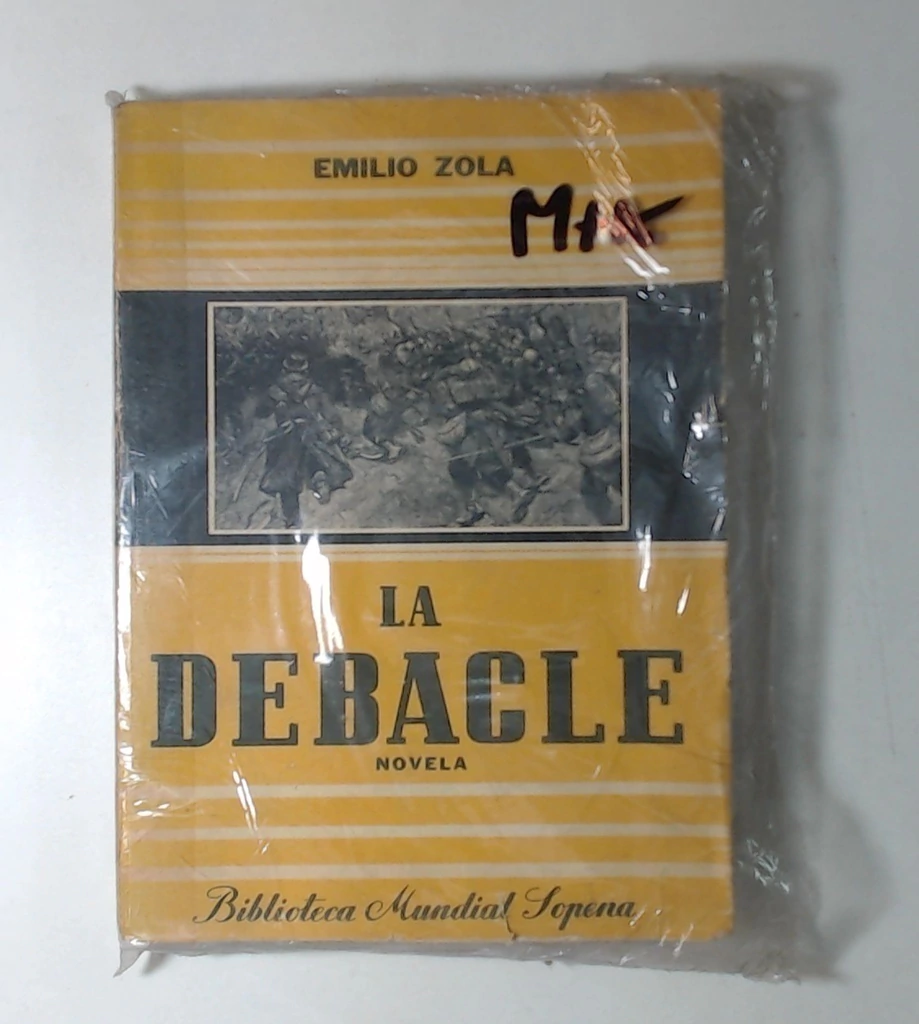 EMILIO ZOLA
LA
DEBACLE
NOVELA
Biblioteca Mundial Sopena